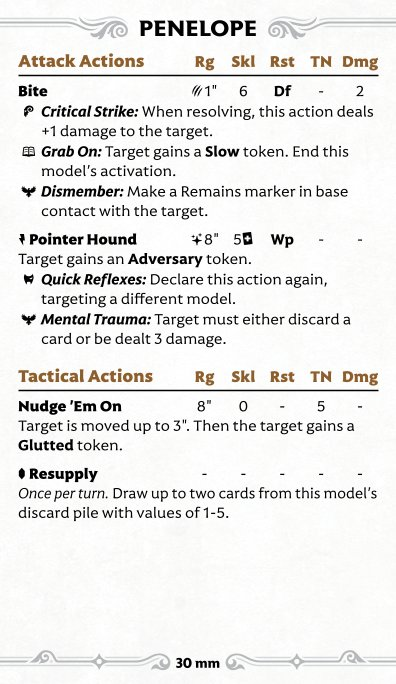 PENELOPE
Attack Actions Rg Skl Rst TN Dmg
Bite 1" 6 Df - 2
Critical Strike: When resolving, this action deals
+1 damage to the target.
Grab On: Target gains a Slow token. End this
model's activation.
Dismember: Make a Remains marker in base
contact with the target.
Pointer Hound 8" 5 Wp - -
Target gains an Adversary token.
Quick Reflexes: Declare this action again,
targeting a different model.
Mental Trauma: Target must either discard a
card or be dealt 3 damage.
Tactical Actions Rg Skl Rst TN Dmg
Nudge 'Em On 8" 0 - 5 -
Target is moved up to 3". Then the target gains a
Glutted token.
Resupply - - - - -
Once per turn. Draw up to two cards from this model's
discard pile with values of 1-5.
30 mm